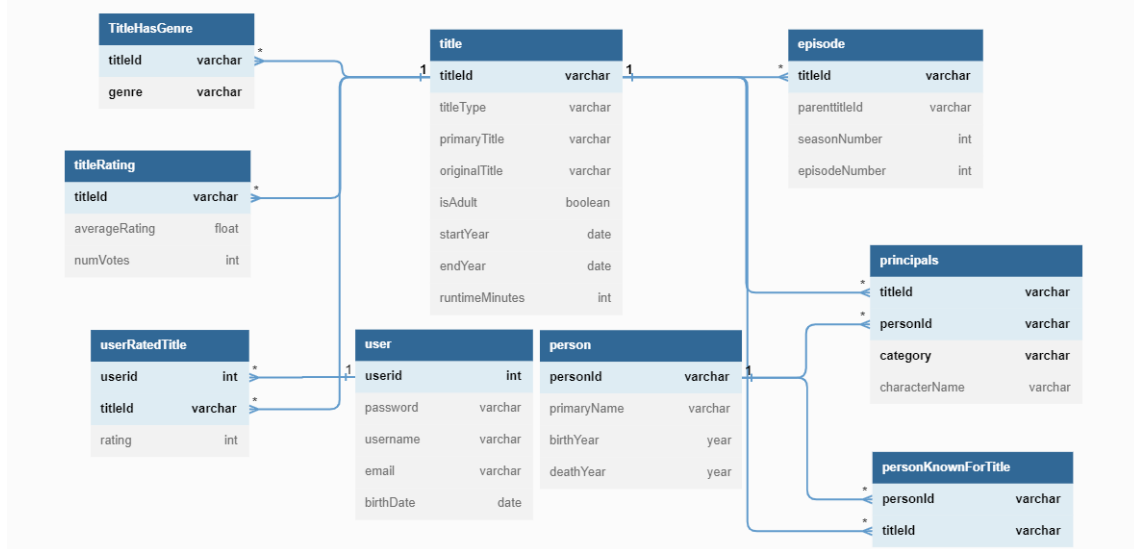 TitleHasGenre
titleId varchar
genre varchar
titleRating
titleId varchar
averageRating float
numVotes int
userRatedTitle
userid int
titleId varchar
rating int
title
titleId varchar
titleType varchar
primaryTitle varchar
originalTitle varchar
isAdult boolean
startYear date
endYear date
runtimeMinutes int
user
userid int
password varchar
username varchar
email varchar
birthDate date
person
personId varchar
primaryName varchar
birthYear year
deathYear year
episode
titleId varchar
parenttitleId varchar
seasonNumber int
episodeNumber int
principals
titleId varchar
personId varchar
category varchar
characterName varchar
personKnownForTitle
personId varchar
titleId varchar
*
*
*
*
1
1
1
1
*
*
*
*
*